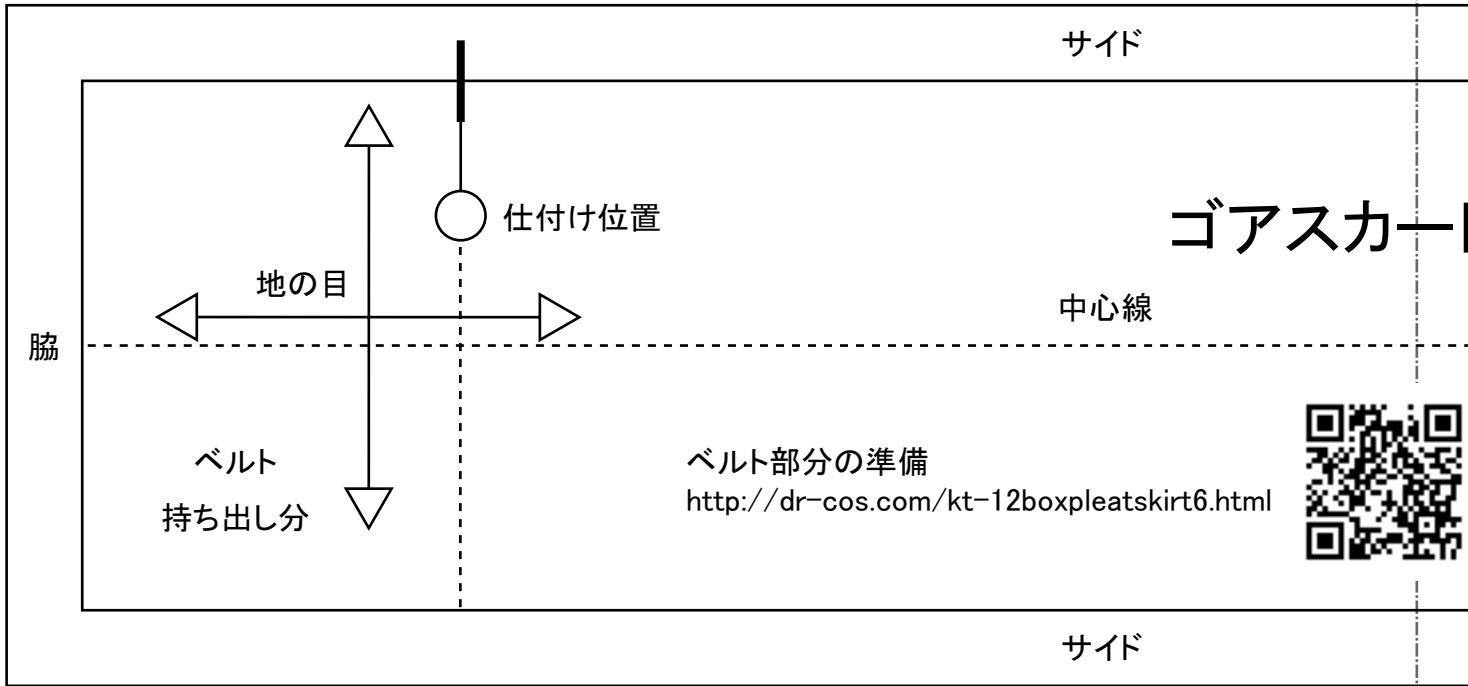 サイド
仕付け位置
ゴアスカート
地の目
中心線
脇
ベルト
持ち出し分
ベルト部分の準備
http://dr-cos.com/kt-12boxpleatskirt6.html
サイド